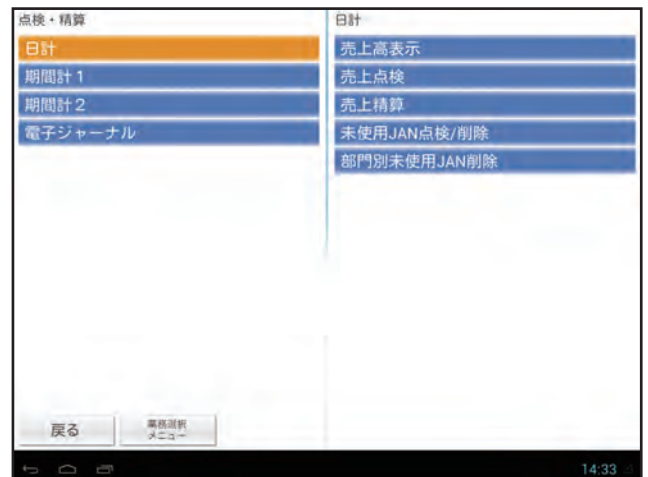 点検・精算
日計
期間計1
期間計2
電子ジャーナル
日計
売上高表示
売上点検
売上精算
未使用JAN点検/削除
部門別未使用JAN削除
戻る
業務選択
メニュー
14:33